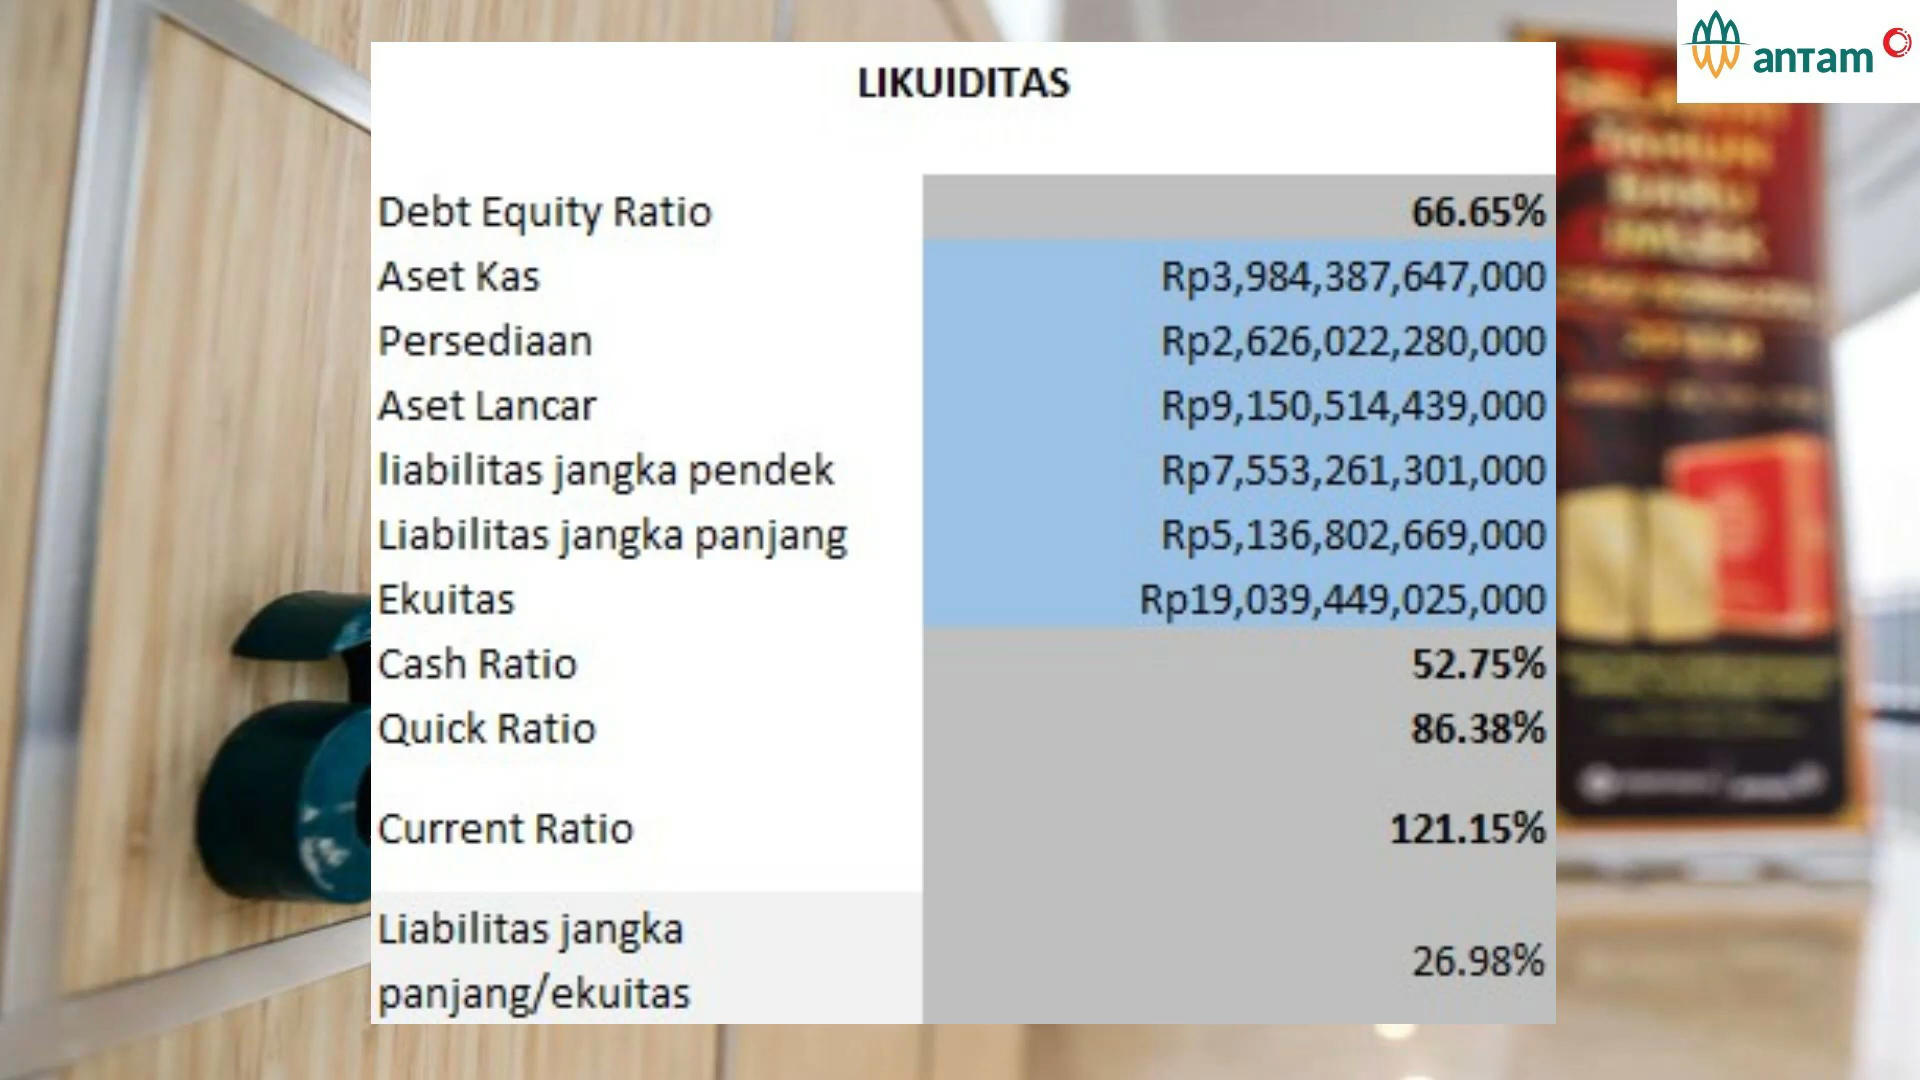 antam
LIKUIDITAS
Debt Equity Ratio 66.65%
Aset Kas Rp3,984,387,647,000
Persediaan Rp2,626,022,280,000
Aset Lancar Rp9,150,514,439,000
liabilitas jangka pendek Rp7,553,261,301,000
Liabilitas jangka panjang Rp5,136,802,669,000
Ekuitas Rp19,039,449,025,000
Cash Ratio 52.75%
Quick Ratio 86.38%
Current Ratio 121.15%
Liabilitas jangka
panjang/ekuitas 26.98%